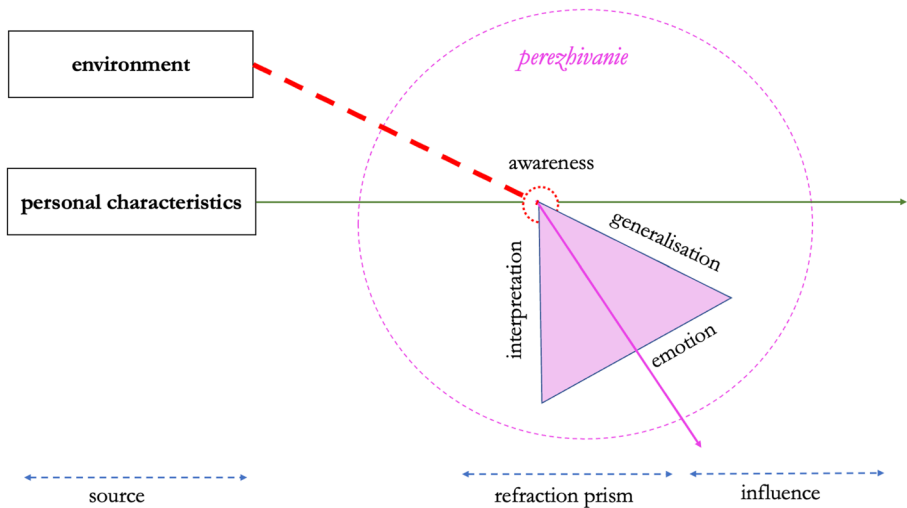 environment
perezhivanie
awareness
personal characteristics
generalisation
interpretation
emotion
source
refraction prism
influence